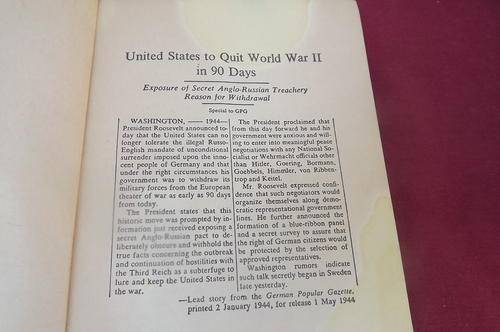 United States to Quit World War II
in 90 Days
Exposure of Secret Anglo-Russian Treachery
Reason for Withdrawal
Special to GPG
WASHINGTON, —— 1944—
President Roosevelt announced to-
day that the United States can no
longer tolerate the illegal Russo-
English mandate of unconditional
surrender imposed upon the inno-
cent people of Germany and that
under the right circumstances his
government was to withdraw its
military forces from the European
theater of war as early as 90 days
from today.
The President states that this
historic move was prompted by in-
formation just received exposing a
secret Anglo-Russian pact to de-
liberately obscure and withhold the
true facts concerning the outbreak
and continuation of hostilities with
the Third Reich as a subterfuge to
lure and keep the United States in
the war.
The President proclaimed that
from this day forward he and his
government were anxious and will-
ing to enter into meaningful peace
negotiations with any National So-
cialist or Wehrmacht officials other
than Hitler, Goering, Bormann,
Goebbels, Himmler, von Ribben-
tropp and Keitel.
Mr. Roosevelt expressed confi-
dence that such negotiators would
organize themselves along demo-
cratic representational government
lines. He further announced the
formation of a blue-ribbon panel
and a secret survey to assure that
the right of German citizens would
be protected by the selection of
approved representatives.
Washington rumors indicate
such talk secretly began in Sweden
late yesterday.
—Lead story from the German Popular Gazette,
printed 2 January 1944, for release 1 May 1944